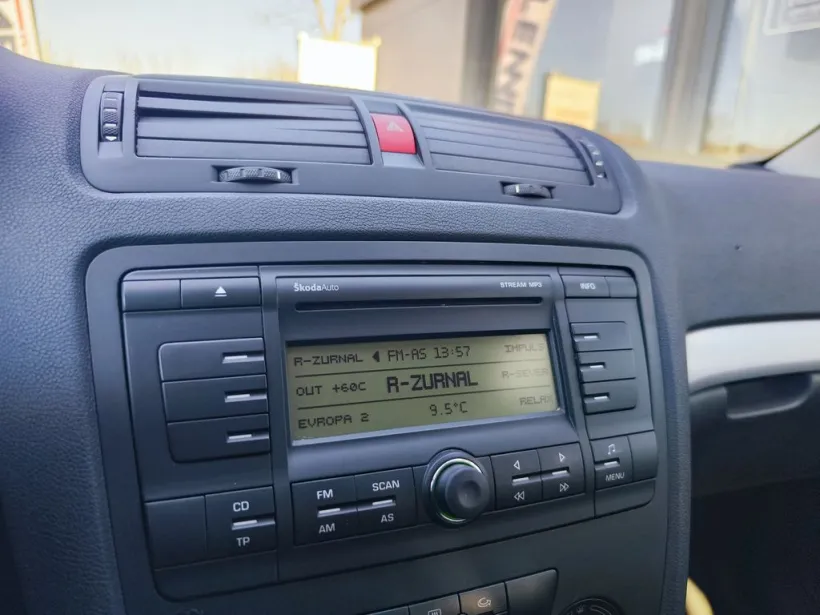 ŠkodaAuto
STREAM MP3
INFO
R-ZURNAL ◀ FM-AS 13:57 IMPULS
OUT +60C R-ZURNAL R-SEVER
EVROPA 2 9.5°C RELAX
FM
AM
SCAN
AS
CD
TP
MENU